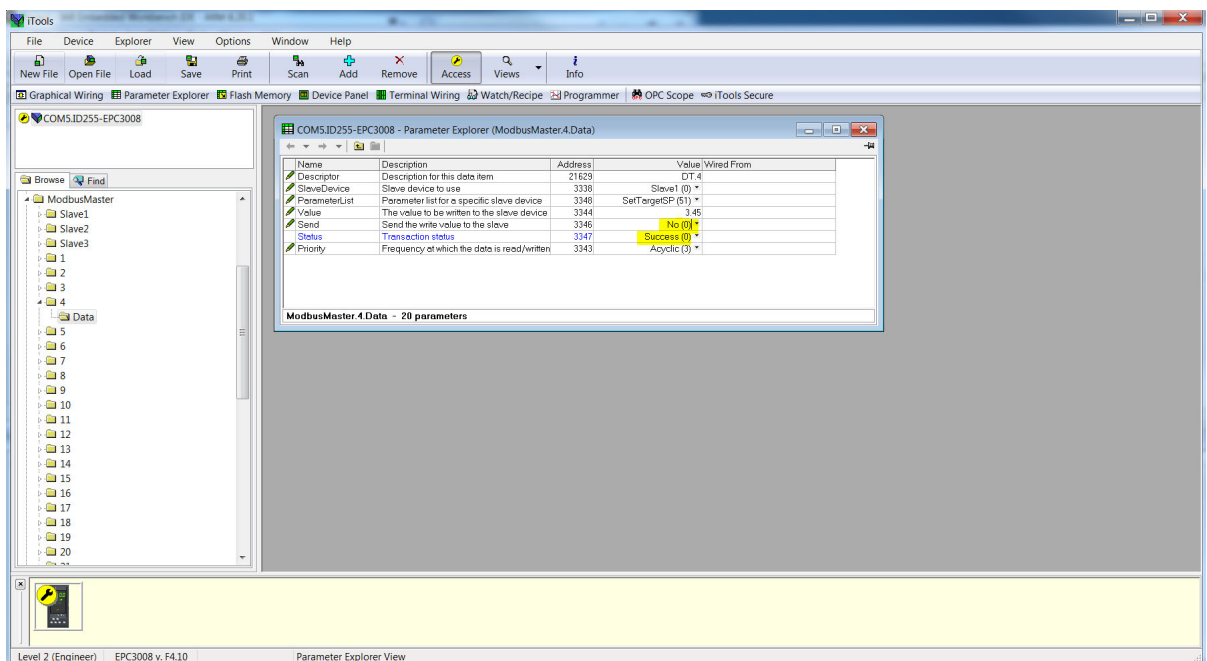 iTools
File Device Explorer View Options Window Help
New File Open File Load Save Print Scan Add Remove Access Views Info
Graphical Wiring Parameter Explorer Flash Memory Device Panel Terminal Wiring Watch/Recipe Programmer OPC Scope iTools Secure
COM5.ID255-EPC3008
Browse Find
ModbusMaster
Slave1
Slave2
Slave3
1
2
3
4
Data
5
6
7
8
9
10
11
12
13
14
15
16
17
18
19
20
COM5.ID255-EPC3008 - Parameter Explorer (ModbusMaster.4.Data)
Name Description Address Value Wired From
Descriptor Description for this data item 21629 DT.4
SlaveDevice Slave device to use 3338 Slave1 (0)
ParameterList Parameter list for a specific slave device 3348 SetTargetSP (51)
Value The value to be written to the slave device 3344 3.45
Send Send the write value to the slave 3346 No (0)
Status Transaction status 3347 Success (0)
Priority Frequency at which the data is read/written 3343 Acyclic (3)
ModbusMaster.4.Data - 20 parameters
Level 2 (Engineer) EPC3008 v. F4.10 Parameter Explorer View